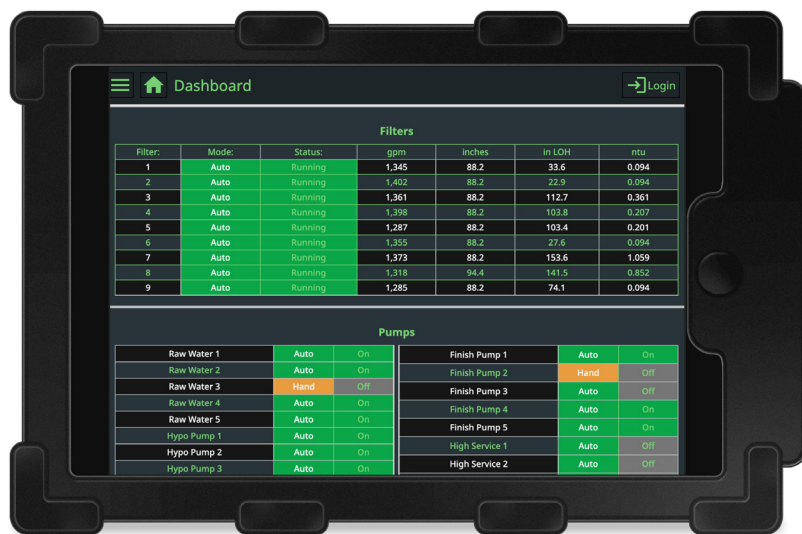 Dashboard
Login
Filters
Filter: Mode: Status: gpm inches in LOH ntu
1 Auto Running 1,345 88.2 33.6 0.094
2 Auto Running 1,402 88.2 22.9 0.094
3 Auto Running 1,361 88.2 112.7 0.361
4 Auto Running 1,398 88.2 103.8 0.207
5 Auto Running 1,287 88.2 103.4 0.201
6 Auto Running 1,355 88.2 27.6 0.094
7 Auto Running 1,373 88.2 153.6 1.059
8 Auto Running 1,318 94.4 141.5 0.852
9 Auto Running 1,285 88.2 74.1 0.094
Pumps
Raw Water 1 Auto On
Raw Water 2 Auto On
Raw Water 3 Hand Off
Raw Water 4 Auto On
Raw Water 5 Auto On
Hypo Pump 1 Auto On
Hypo Pump 2 Auto On
Hypo Pump 3 Auto On
Finish Pump 1 Auto On
Finish Pump 2 Hand Off
Finish Pump 3 Auto Off
Finish Pump 4 Auto On
Finish Pump 5 Auto On
High Service 1 Auto Off
High Service 2 Auto Off